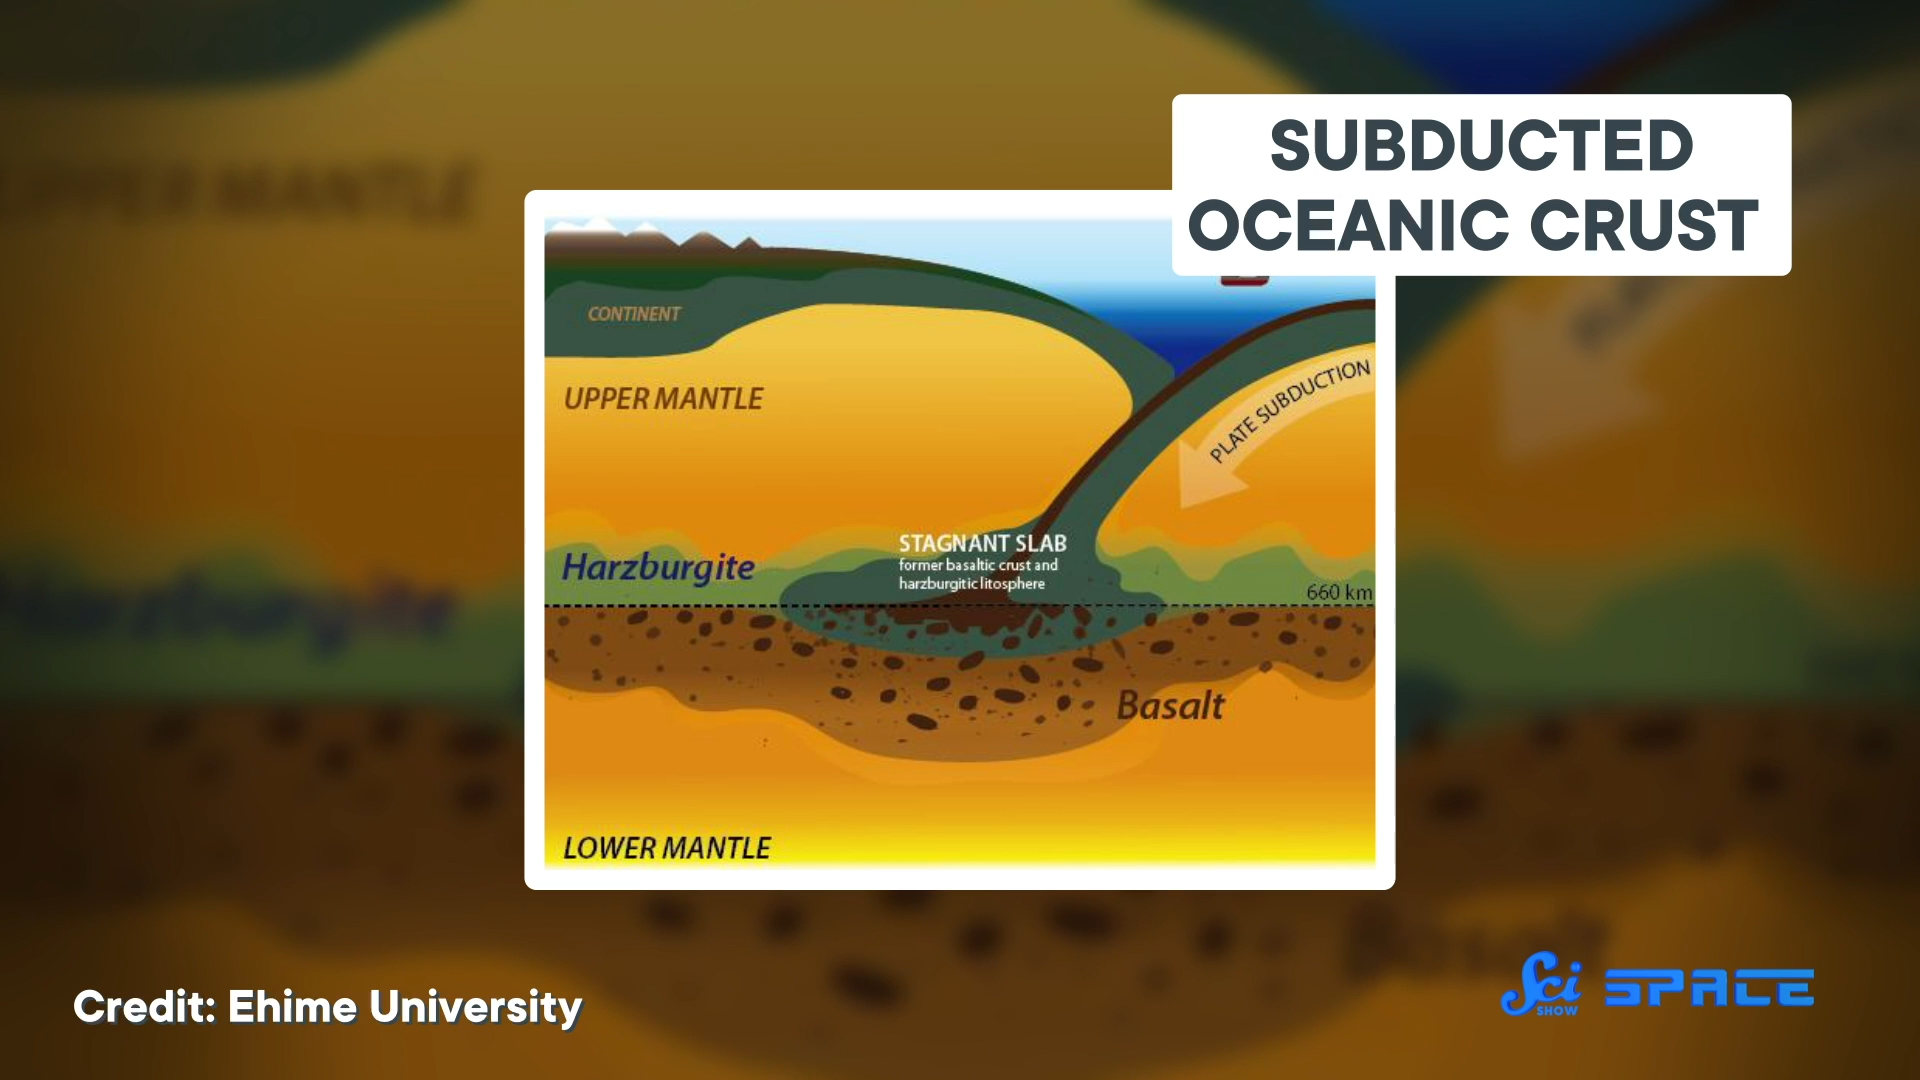 SUBDUCTED
OCEANIC CRUST
CONTINENT
UPPER MANTLE
PLATE SUBDUCTION
STAGNANT SLAB
former basaltic crust and
harzburgitic litosphere
Harzburgite
660 km
Basalt
LOWER MANTLE
Credit: Ehime University
Sci
SHOW
SPACE